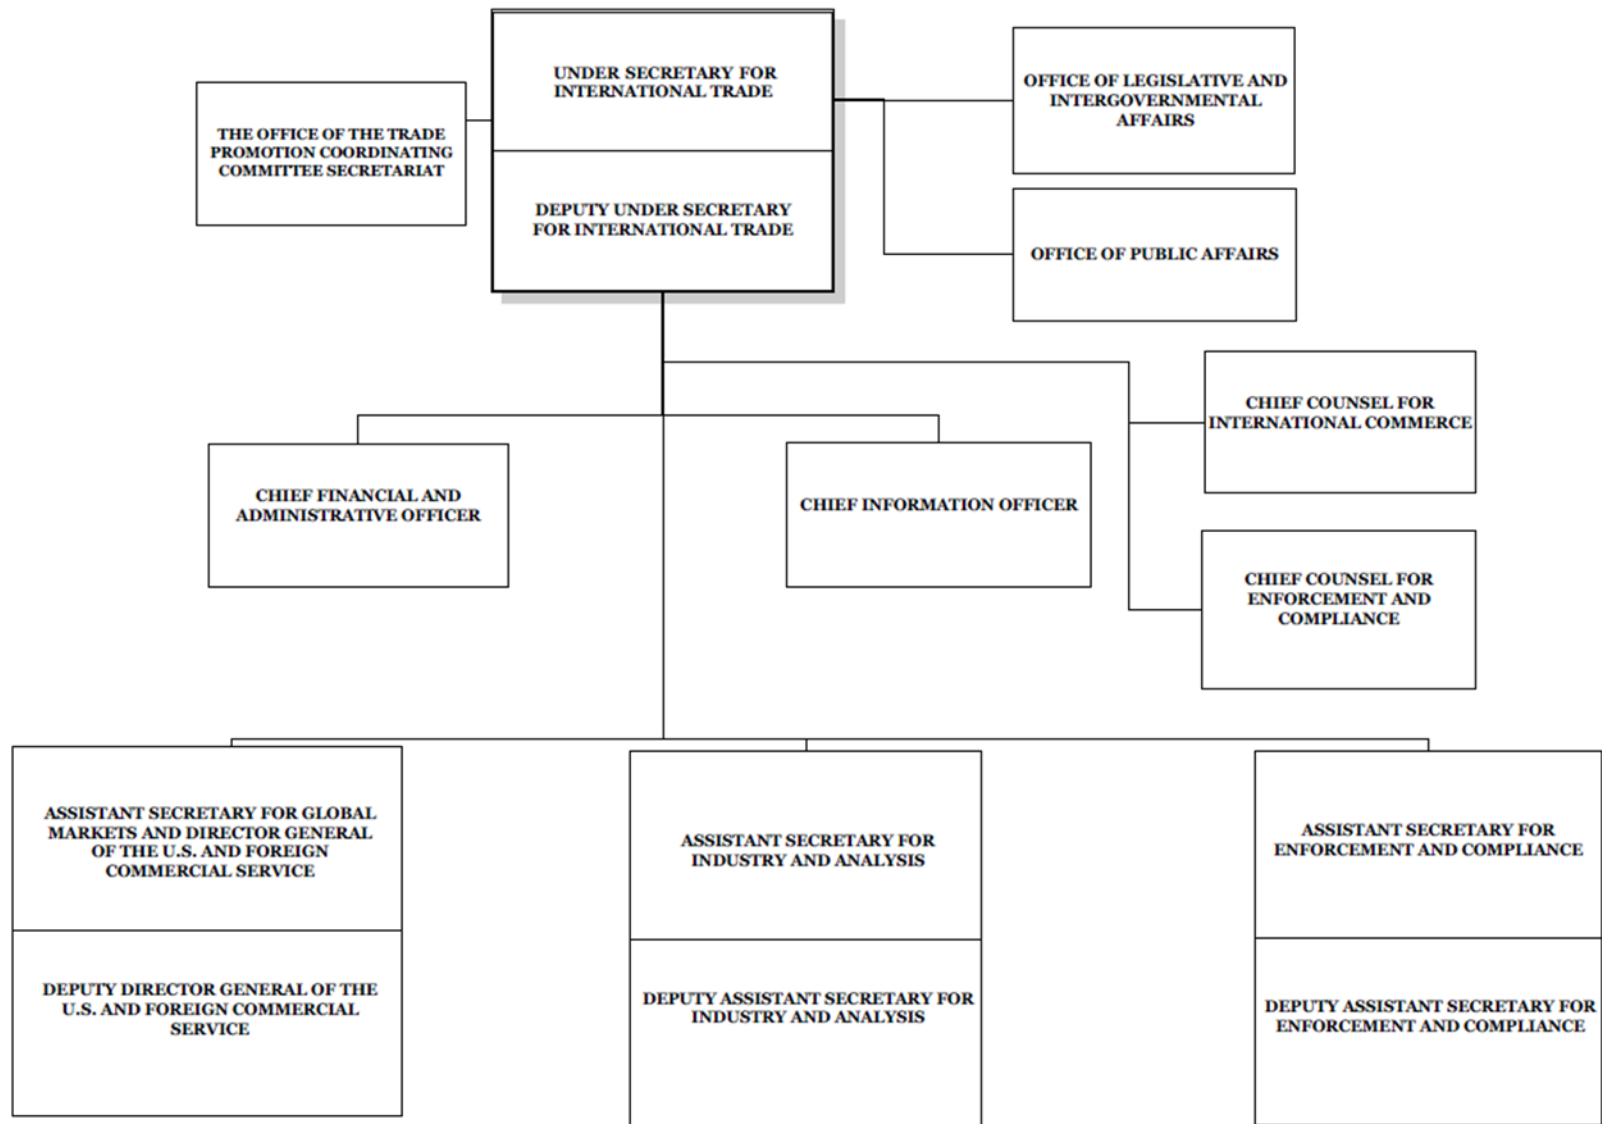 UNDER SECRETARY FOR
INTERNATIONAL TRADE
DEPUTY UNDER SECRETARY
FOR INTERNATIONAL TRADE
THE OFFICE OF THE TRADE
PROMOTION COORDINATING
COMMITTEE SECRETARIAT
OFFICE OF LEGISLATIVE AND
INTERGOVERNMENTAL
AFFAIRS
OFFICE OF PUBLIC AFFAIRS
CHIEF COUNSEL FOR
INTERNATIONAL COMMERCE
CHIEF FINANCIAL AND
ADMINISTRATIVE OFFICER
CHIEF INFORMATION OFFICER
CHIEF COUNSEL FOR
ENFORCEMENT AND
COMPLIANCE
ASSISTANT SECRETARY FOR GLOBAL
MARKETS AND DIRECTOR GENERAL
OF THE U.S. AND FOREIGN
COMMERCIAL SERVICE
DEPUTY DIRECTOR GENERAL OF THE
U.S. AND FOREIGN COMMERCIAL
SERVICE
ASSISTANT SECRETARY FOR
INDUSTRY AND ANALYSIS
DEPUTY ASSISTANT SECRETARY FOR
INDUSTRY AND ANALYSIS
ASSISTANT SECRETARY FOR
ENFORCEMENT AND COMPLIANCE
DEPUTY ASSISTANT SECRETARY FOR
ENFORCEMENT AND COMPLIANCE